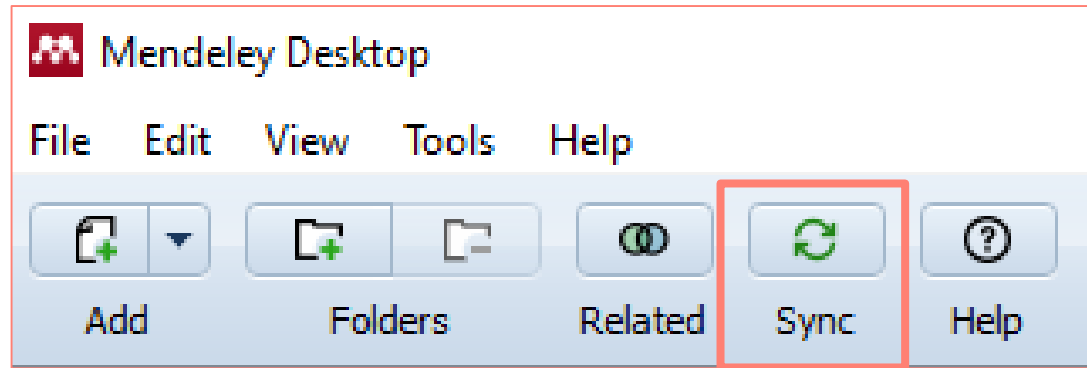 Mendeley Desktop
File Edit View Tools Help
Add Folders Related Sync Help